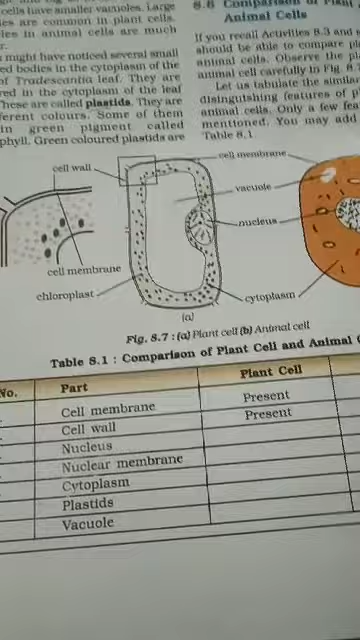 cells have smaller vacuoles. Large
es are common in plant cells.
les in animal cells are much
r.
might have noticed several small
ed bodies in the cytoplasm of the
of Tradescantia leaf. They are
red in the cytoplasm of the leaf
These are called plastids. They are
ferent colours. Some of them
in green pigment called
phyll. Green coloured plastids are
8.6 Comparison of Plant
Animal Cells
If you recall Activities 8.3 and
should be able to compare
animal cells. Observe the
animal cell carefully in Fig. 8.7
Let us tabulate the
distinguishing features of
animal cells. Only a few
mentioned. You may add
Table 8.1.
cell wall
cell membrane
chloroplast
cell membrane
vacuole
nucleus
cytoplasm
(a)
Fig. 8.7 : (a) Plant cell (b) Animal cell
Table 8.1 : Comparison of Plant Cell and Animal
No. Part Plant Cell
Cell membrane Present
Cell wall Present
Nucleus
Nuclear membrane
Cytoplasm
Plastids
Vacuole